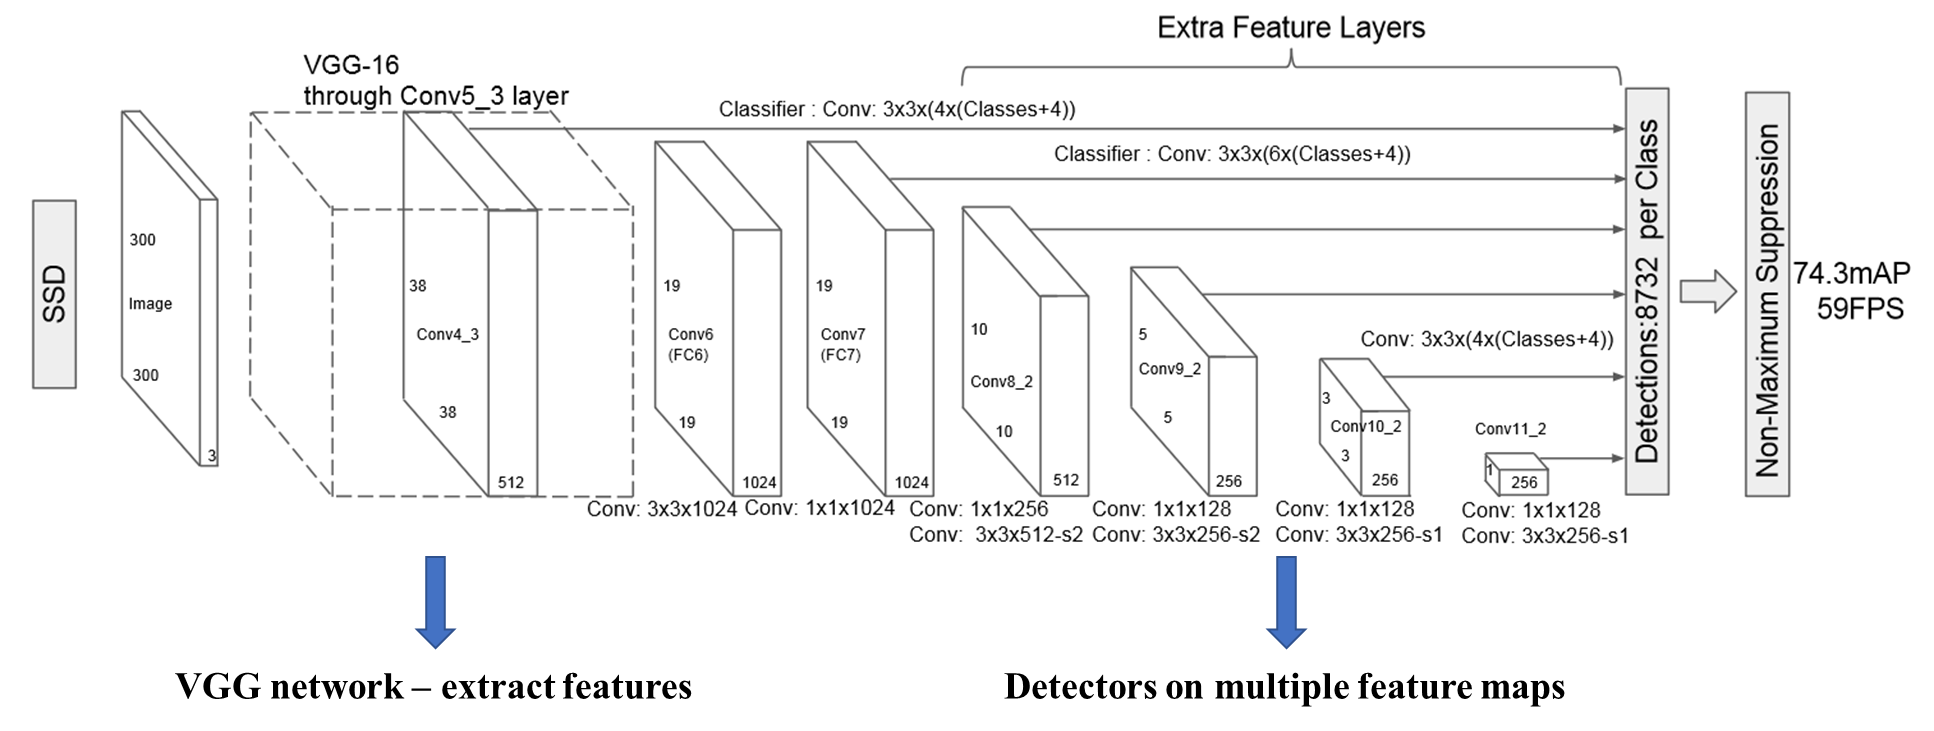 Extra Feature Layers
VGG-16
through Conv5_3 layer
Classifier : Conv: 3x3x(4x(Classes+4))
Classifier : Conv: 3x3x(6x(Classes+4))
SSD
300
Image
300
3
38
Conv4_3
38
512
19
Conv6
(FC6)
19
1024
19
Conv7
(FC7)
19
1024
10
Conv8_2
10
512
5
Conv9_2
5
256
Conv: 3x3x(4x(Classes+4))
3
Conv10_2
3
256
Conv11_2
1
256
Detections:8732 per Class
Non-Maximum Suppression
74.3mAP
59FPS
Conv: 3x3x1024
Conv: 1x1x1024
Conv: 1x1x256
Conv: 3x3x512-s2
Conv: 1x1x128
Conv: 3x3x256-s2
Conv: 1x1x128
Conv: 3x3x256-s1
Conv: 1x1x128
Conv: 3x3x256-s1
VGG network – extract features
Detectors on multiple feature maps